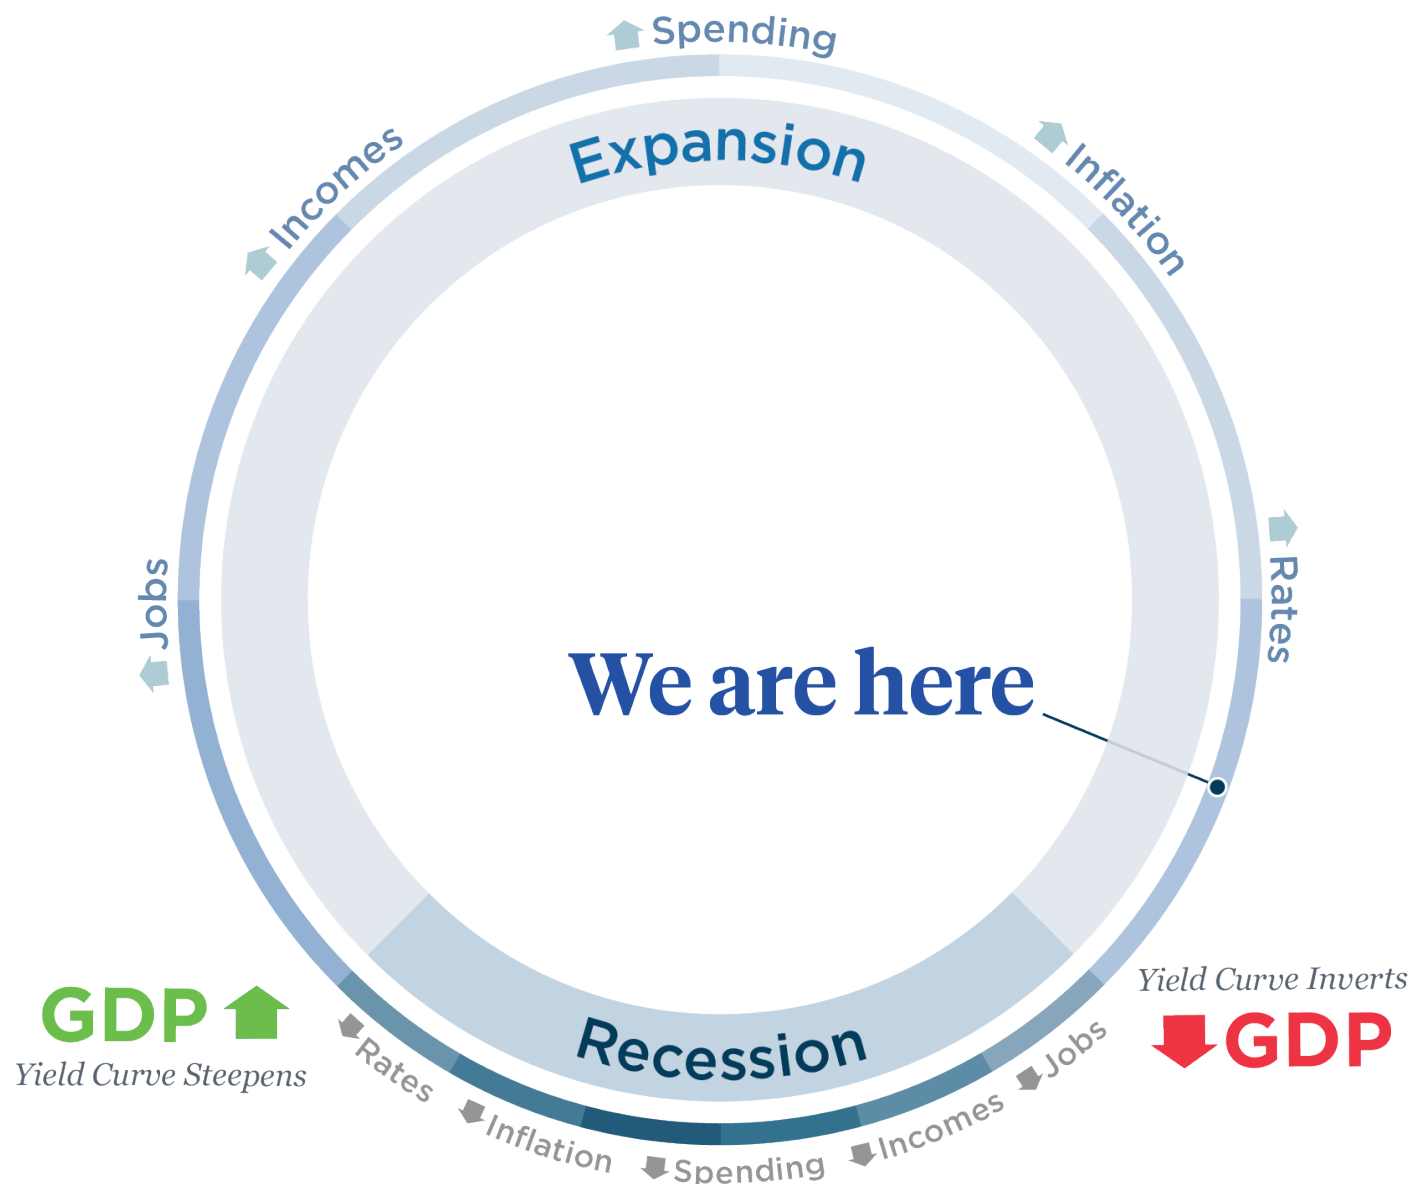 Spending
Incomes
Inflation
Expansion
Jobs
Rates
We are here
Yield Curve Inverts
GDP
GDP
Yield Curve Steepens
Recession
Rates
Jobs
Inflation
Incomes
Spending